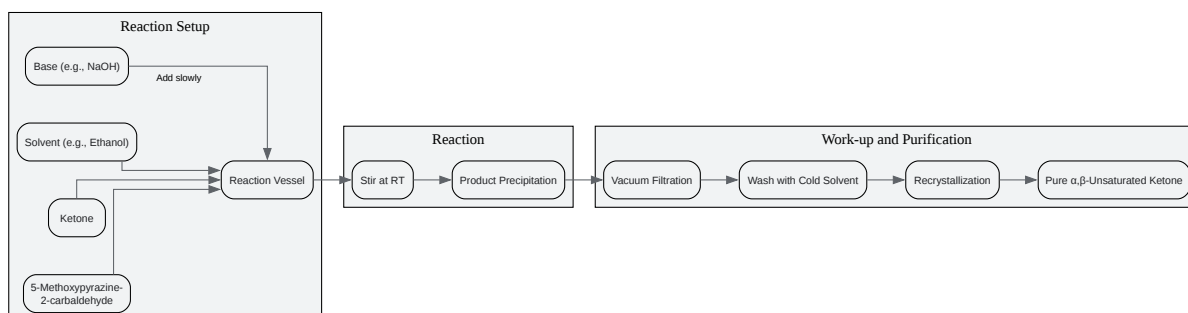 Reaction Setup
Base (e.g., NaOH)
Add slowly
Solvent (e.g., Ethanol)
Reaction Vessel
Ketone
5-Methoxypyrazine-
2-carbaldehyde
Reaction
Stir at RT
Product Precipitation
Work-up and Purification
Vacuum Filtration
Wash with Cold Solvent
Recrystallization
Pure α,β-Unsaturated Ketone